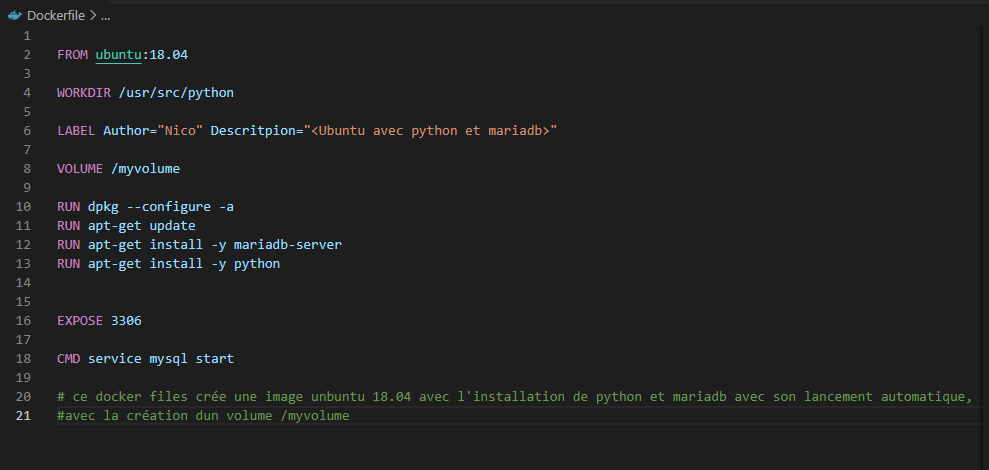 Dockerfile > ...
1
2 FROM ubuntu:18.04
3
4 WORKDIR /usr/src/python
5
6 LABEL Author="Nico" Descritpion="<Ubuntu avec python et mariadb>"
7
8 VOLUME /myvolume
9
10 RUN dpkg --configure -a
11 RUN apt-get update
12 RUN apt-get install -y mariadb-server
13 RUN apt-get install -y python
14
15
16 EXPOSE 3306
17
18 CMD service mysql start
19
20 # ce docker files crée une image unbuntu 18.04 avec l'installation de python et mariadb avec son lancement automatique,
21 #avec la création dun volume /myvolume